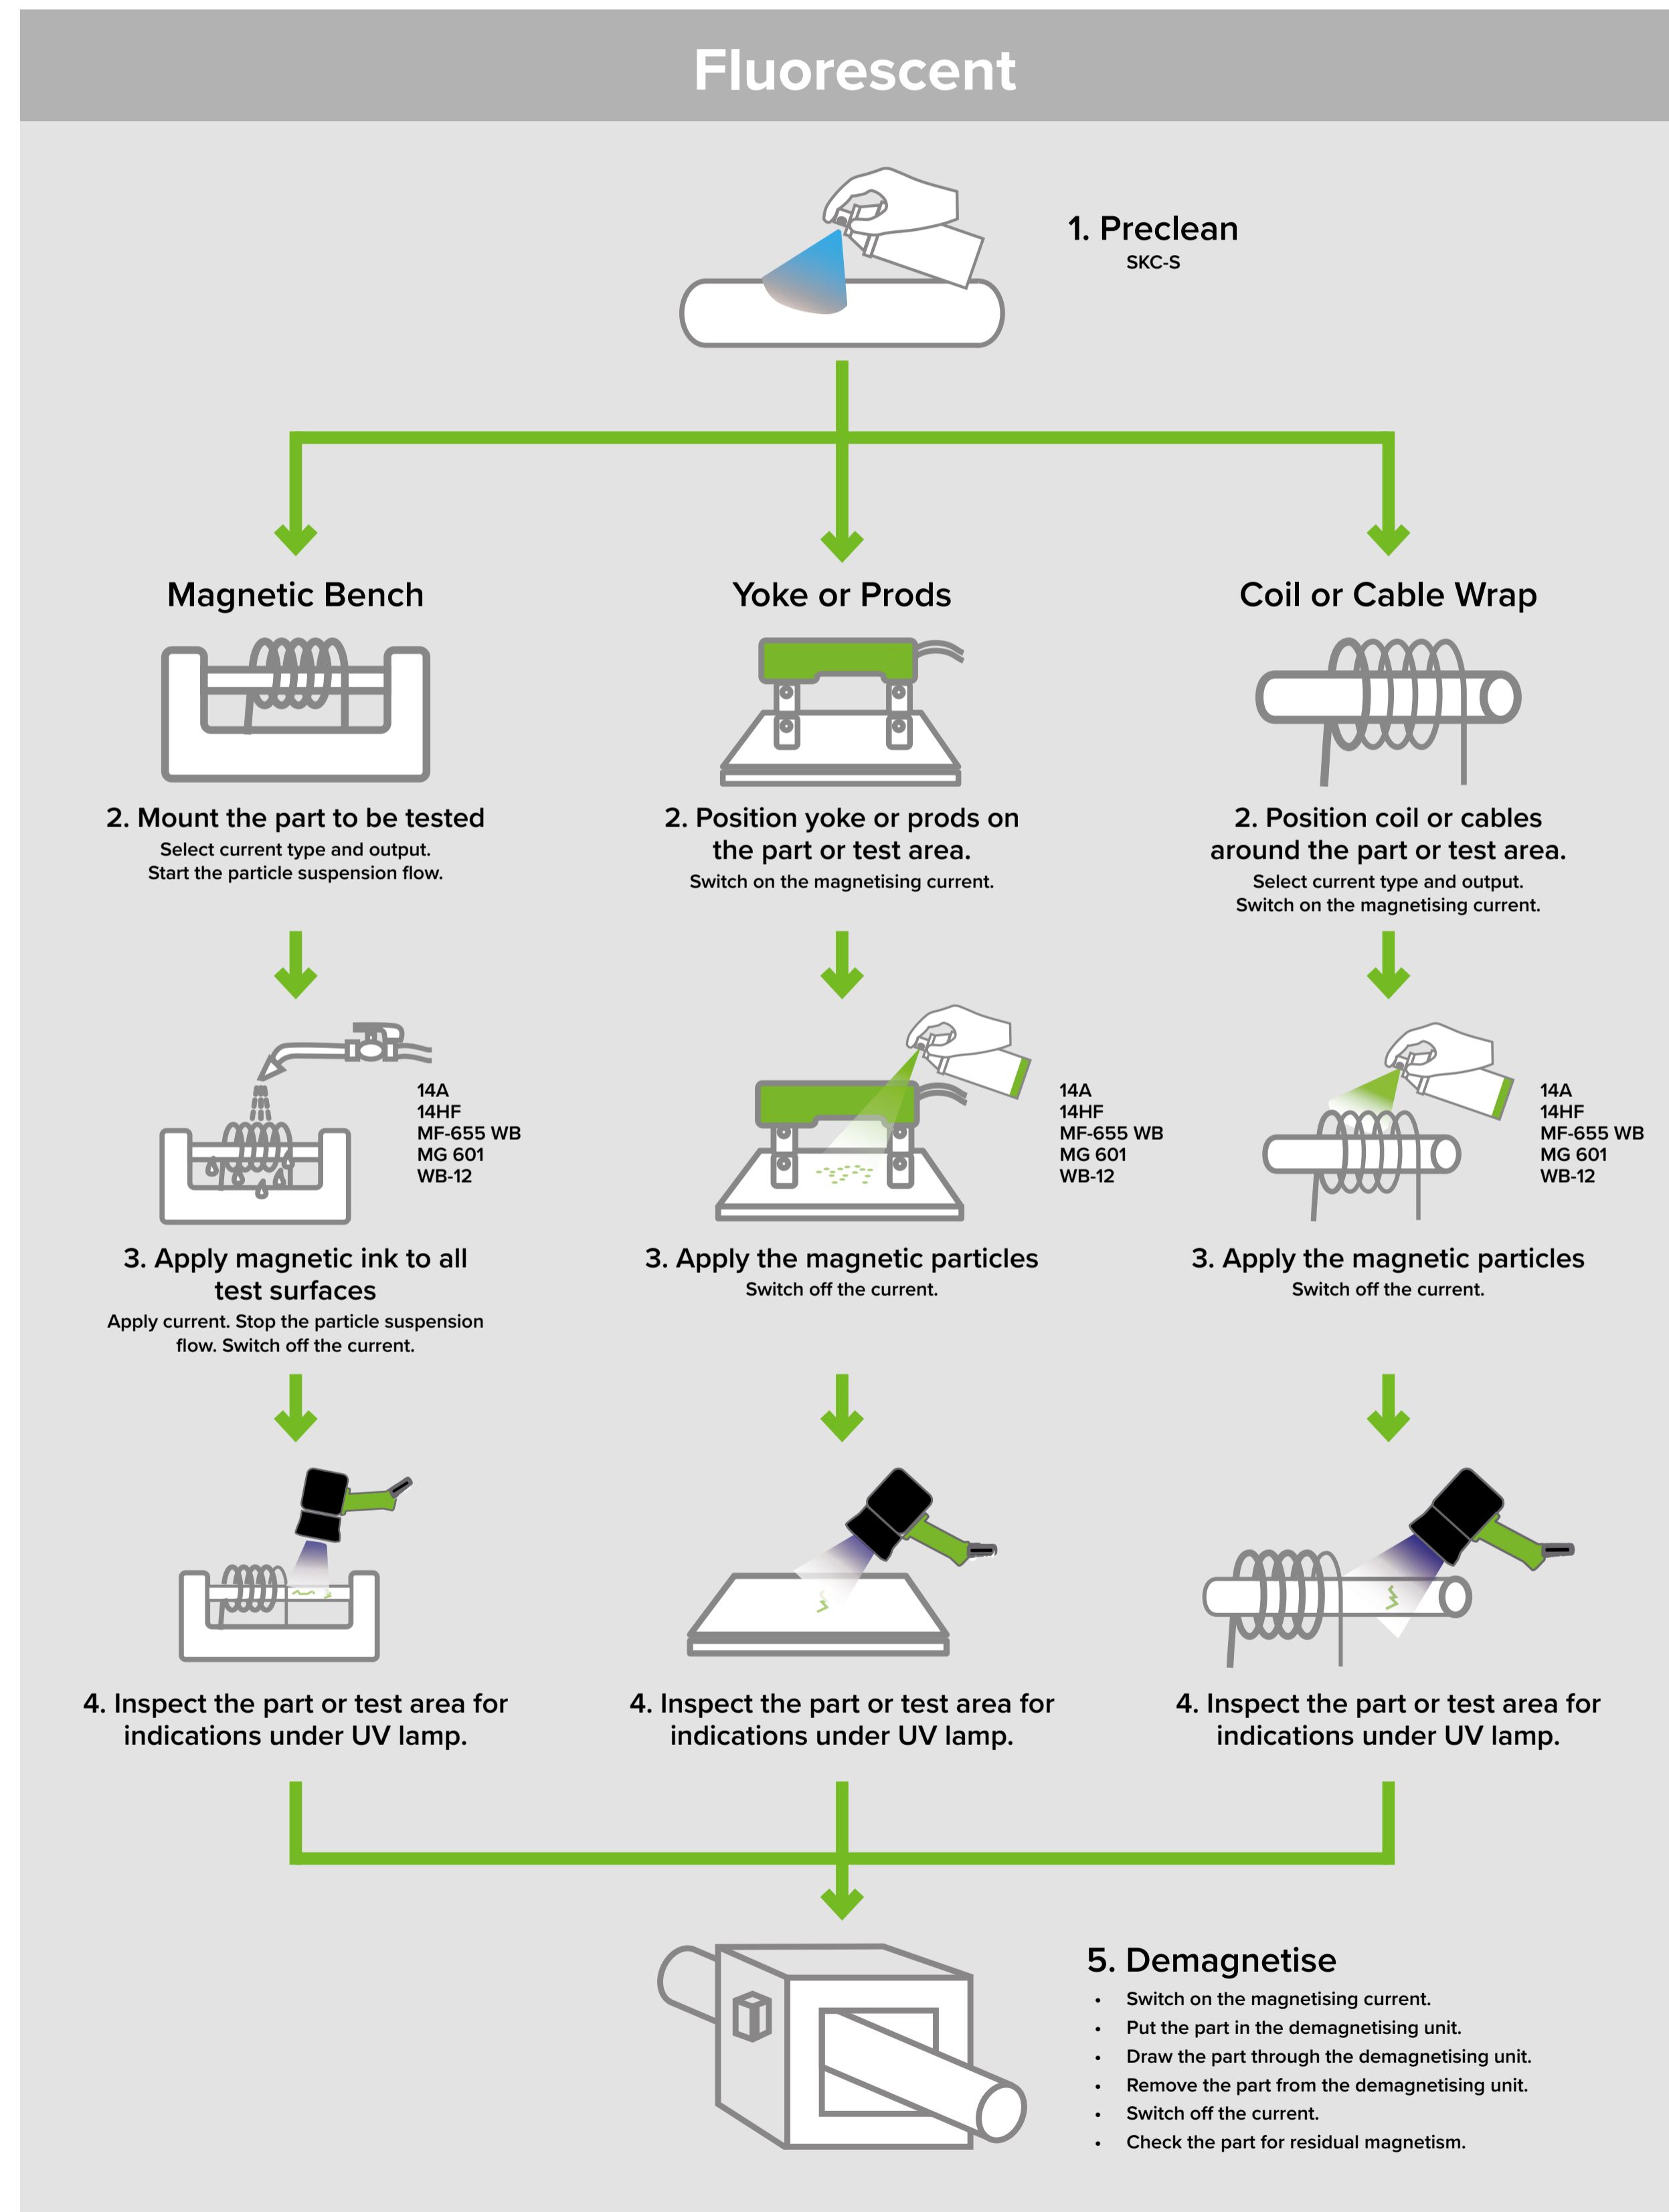 Fluorescent
1. Preclean
SKC-S
Magnetic Bench
2. Mount the part to be tested
Select current type and output.
Start the particle suspension flow.
14A
14HF
MF-655 WB
MG 601
WB-12
3. Apply magnetic ink to all
test surfaces
Apply current. Stop the particle suspension
flow. Switch off the current.
4. Inspect the part or test area for
indications under UV lamp.
Yoke or Prods
2. Position yoke or prods on
the part or test area.
Switch on the magnetising current.
14A
14HF
MF-655 WB
MG 601
WB-12
3. Apply the magnetic particles
Switch off the current.
4. Inspect the part or test area for
indications under UV lamp.
Coil or Cable Wrap
2. Position coil or cables
around the part or test area.
Select current type and output.
Switch on the magnetising current.
14A
14HF
MF-655 WB
MG 601
WB-12
3. Apply the magnetic particles
Switch off the current.
4. Inspect the part or test area for
indications under UV lamp.
5. Demagnetise
• Switch on the magnetising current.
• Put the part in the demagnetising unit.
• Draw the part through the demagnetising unit.
• Remove the part from the demagnetising unit.
• Switch off the current.
• Check the part for residual magnetism.